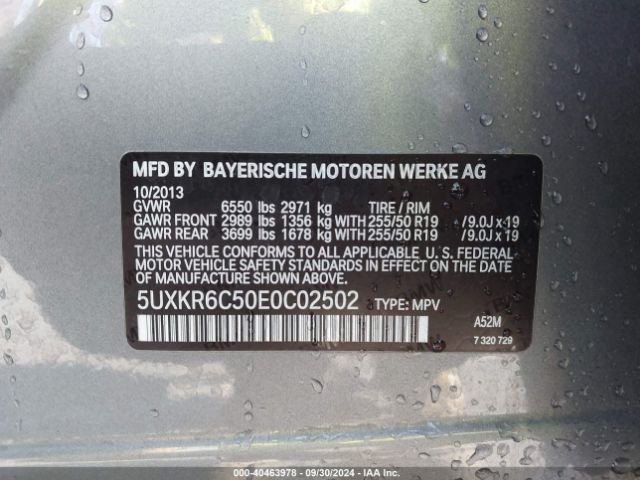 MFD BY BAYERISCHE MOTOREN WERKE AG
10/2013
GVWR 6550 lbs 2971 kg TIRE / RIM
GAWR FRONT 2989 lbs 1356 kg WITH 255/50 R19 / 9.0J x 19
GAWR REAR 3699 lbs 1678 kg WITH 255/50 R19 / 9.0J x 19
THIS VEHICLE CONFORMS TO ALL APPLICABLE U. S. FEDERAL
MOTOR VEHICLE SAFETY STANDARDS IN EFFECT ON THE DATE
OF MANUFACTURE SHOWN ABOVE.
5UXKR6C50E0C02502 TYPE: MPV
A52M
7 320 729
000-40463978 - 09/30/2024 - IAA Inc.